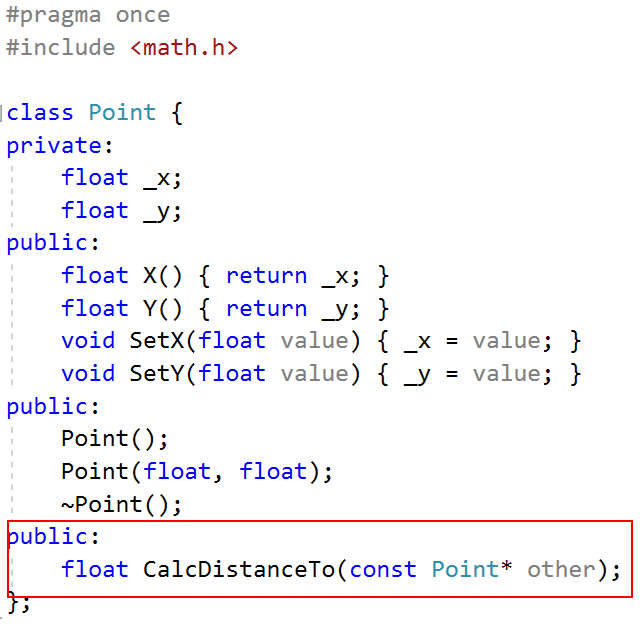 #pragma once
#include <math.h>
class Point {
private:
    float _x;
    float _y;
public:
    float X() { return _x; }
    float Y() { return _y; }
    void SetX(float value) { _x = value; }
    void SetY(float value) { _y = value; }
public:
    Point();
    Point(float, float);
    ~Point();
public:
    float CalcDistanceTo(const Point* other);
};